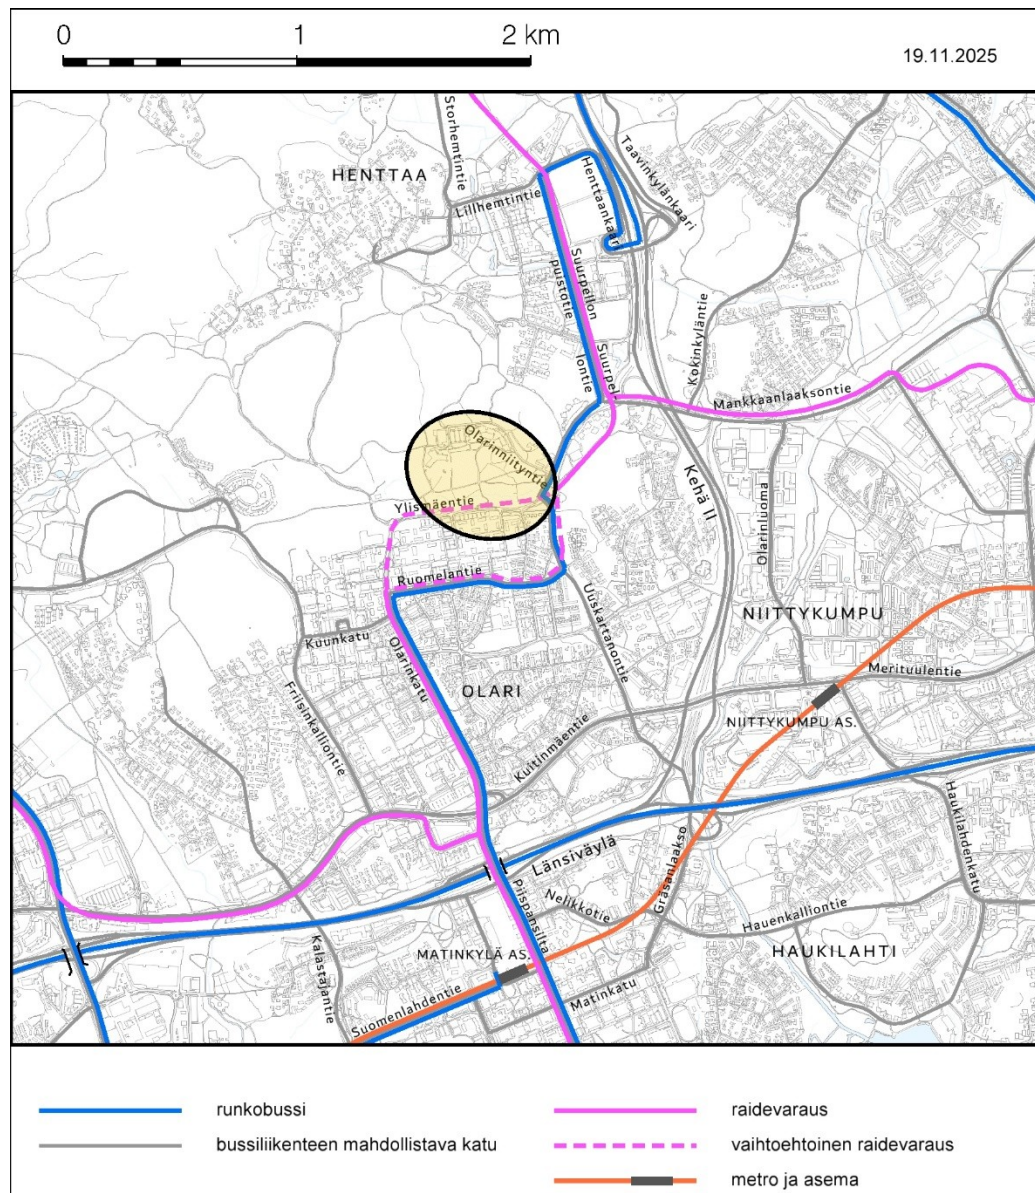 0 1 2 km
19.11.2025
Storhemtintie
Taavinkylänkaari
HENTTAA
Henttaankaari
Lillhemtintie
Suurpellon
puistotie
Kokinkyläntie
Suurpel-
lontie
Mankkaanlaaksontie
Olarinniityntie
Kehä II
Ylismäentie
Olarinluoma
Ruomelantie
Uuskartanontie
NIITTYKUMPU
Kuunkatu
Olarinkatu
OLARI
Merituulentie
Friisinkalliontie
NIITTYKUMPU AS.
Kuitinmäentie
Haukilahdenkatu
Länsiväylä
Piispansilta
Nelikkotie
Gräsanlaakso
Hauenkalliontie
MATINKYLÄ AS.
HAUKILAHTI
Kalastajantie
Suomenlahdentie
Matinkatu
runkobussi
raidevaraus
bussiliikenteen mahdollistava katu
vaihtoehtoinen raidevaraus
metro ja asema